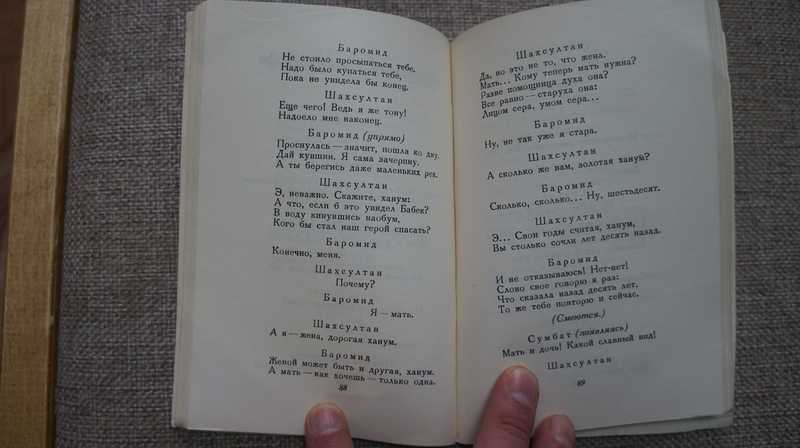 Баромид
Не стоило просыпаться тебе.
Надо было купаться тебе,
Пока не увидела бы конец.
Шахсултан
Еще чего! Ведь я же тону!
Надоело мне наконец.
Баромид (упрямо)
Проснулась — значит, пошла ко дну.
Дай кувшин. Я сама зачерпну.
А ты берегись даже маленьких рек.
Шахсултан
Э, неважно. Скажите, ханум:
А что, если б это увидел Бабек?
В воду кинувшись наобум,
Кого бы стал наш герой спасать?
Баромид
Конечно, меня.
Шахсултан
Почему?
Баромид
Я — мать.
Шахсултан
А я — жена, дорогая ханум.
Баромид
Женой может быть и другая, ханум.
А мать — как хочешь — только одна.
88
Шахсултан
Да, но это не то, что жена.
Мать... Кому теперь мать нужна?
Разве помощница духа она?
Все равно — старуха она:
Лицом сера, умом сера...
Баромид
Ну, не так уже я стара.
Шахсултан
А сколько же вам, золотая ханум?
Баромид
Сколько, сколько... Ну, шестьдесят.
Шахсултан
Э... Свои годы считая, ханум,
Вы столько сочли лет десять назад.
Баромид
И не отказываюсь! Нет-нет!
Слово свое говорю я раз:
Что сказала назад десять лет,
То же тебе повторю и сейчас.
(Смеются.)
Сумбат (появляясь)
Мать и дочь! Какой славный вид!
Шахсултан
89